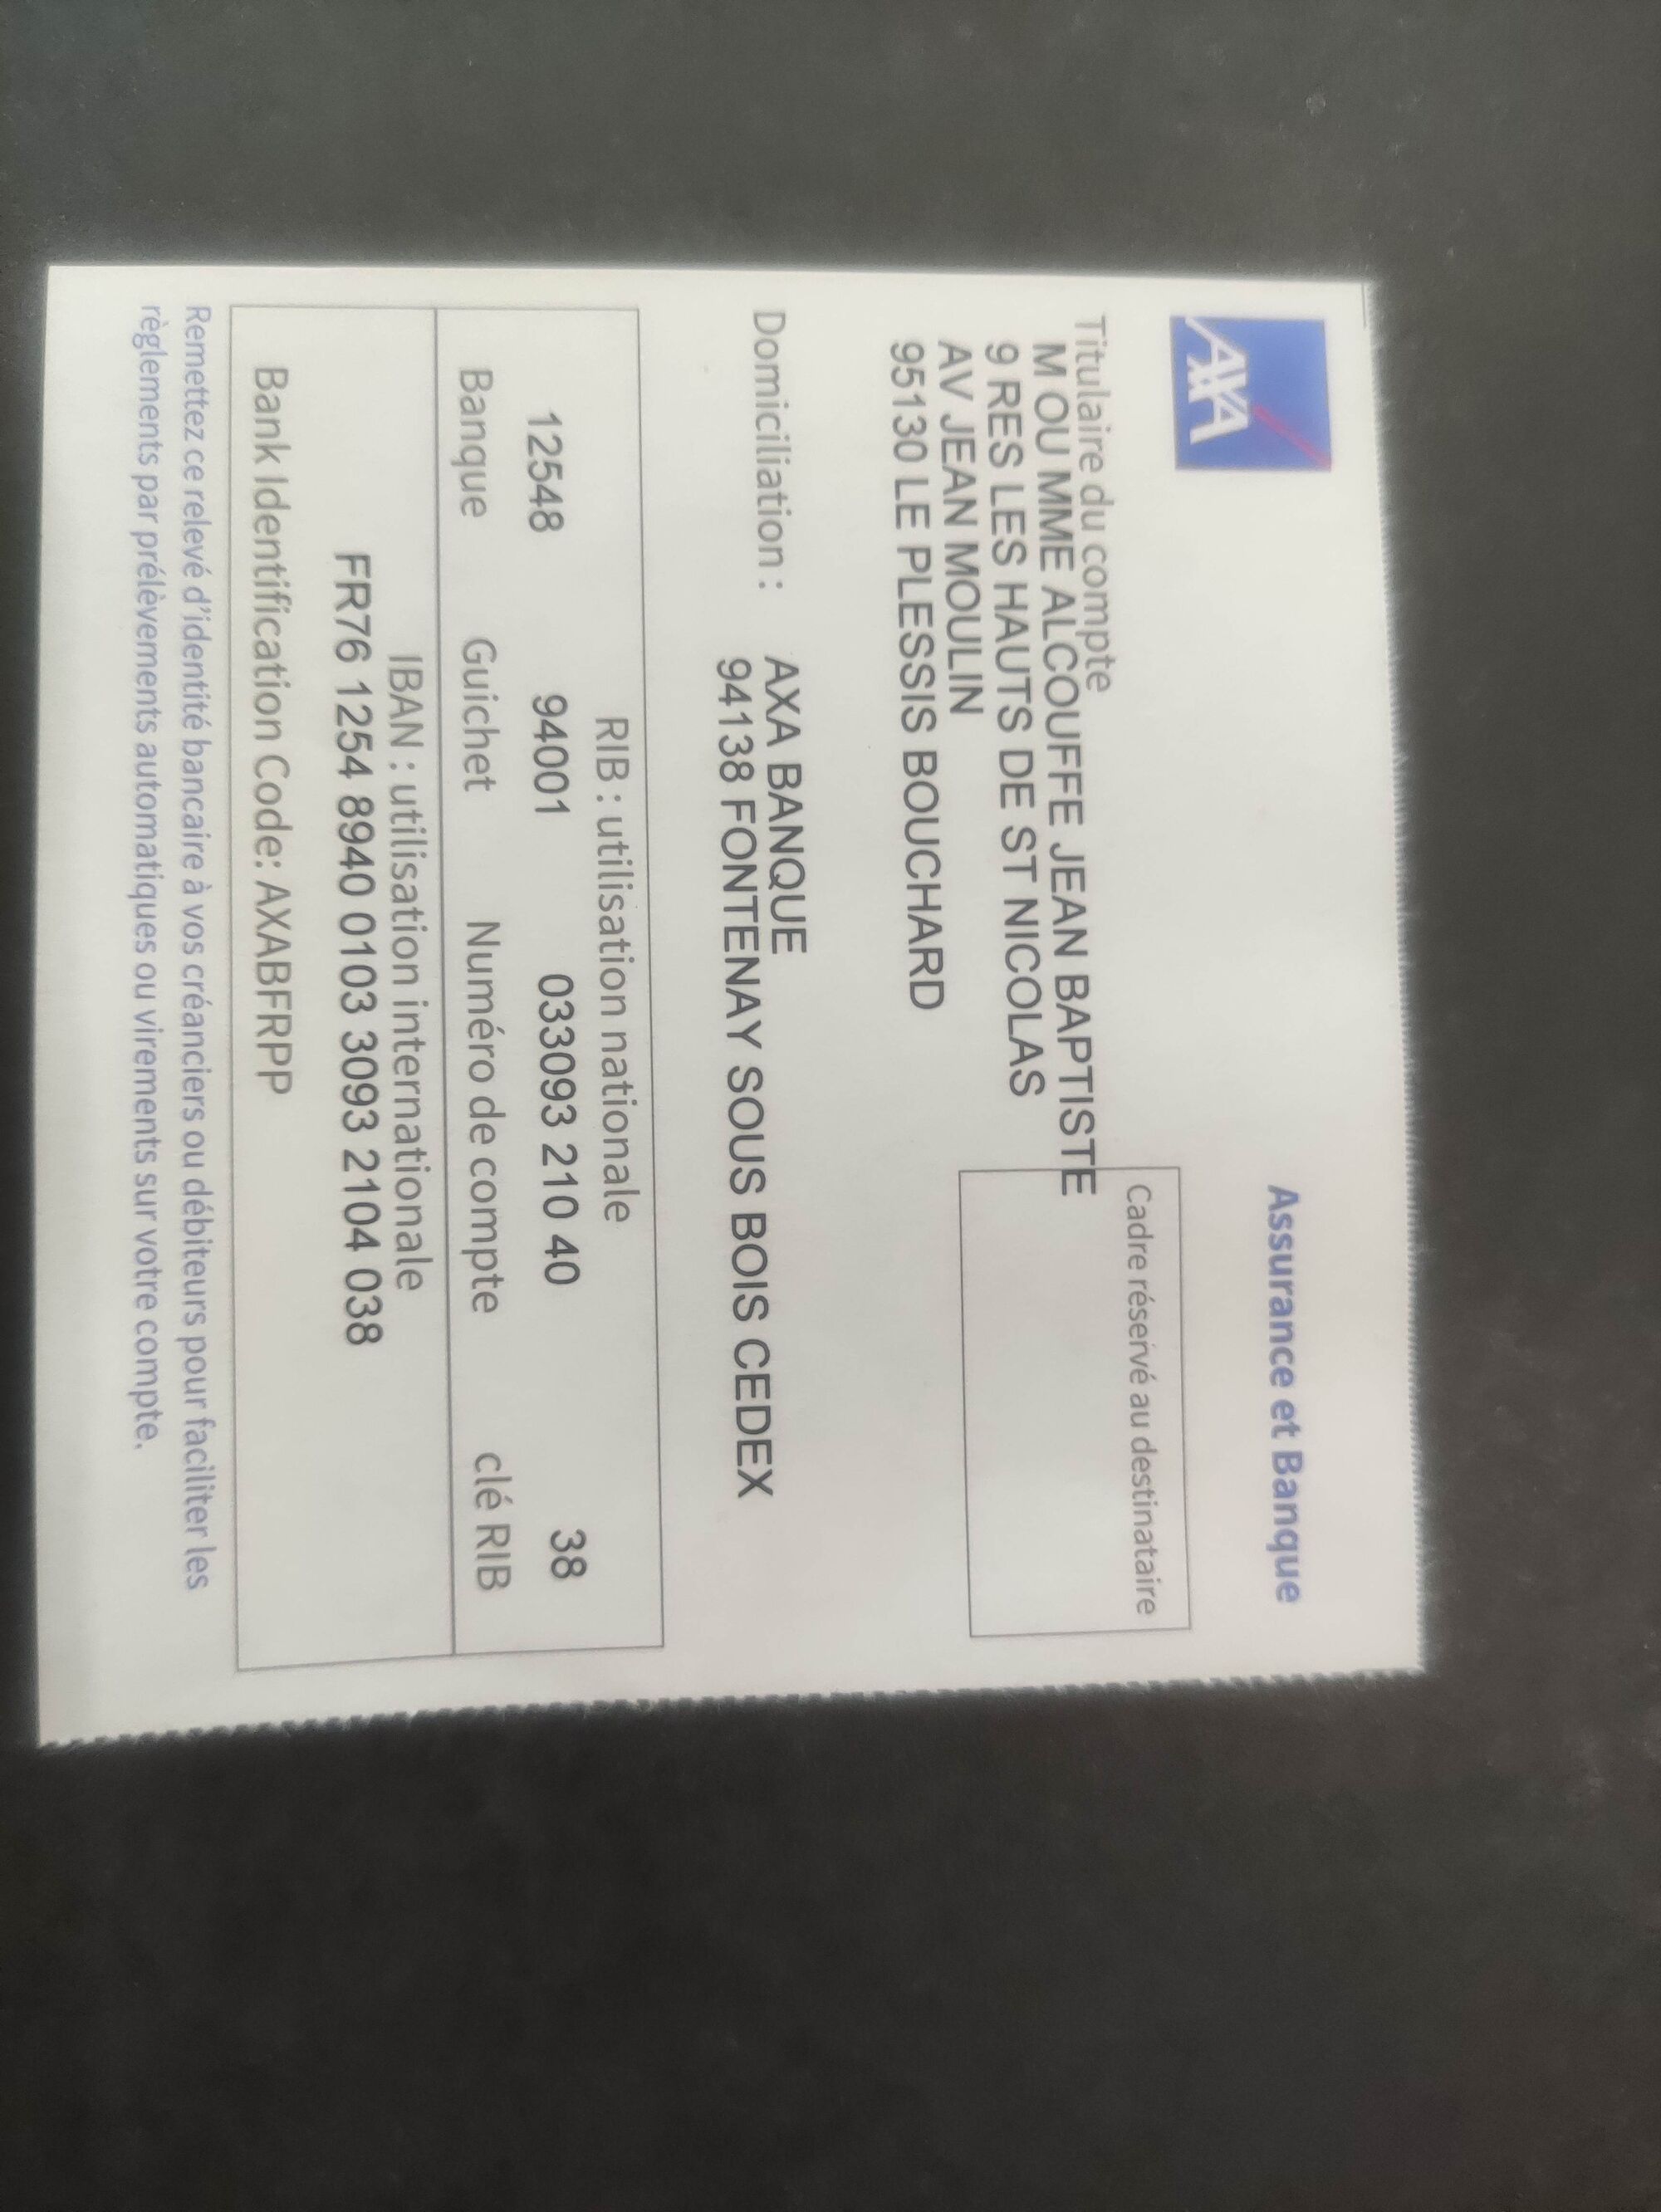 AXA
Assurance et Banque
Titulaire du compte
M OU MME ALCOUFFE JEAN BAPTISTE
9 RES LES HAUTS DE ST NICOLAS
AV JEAN MOULIN
95130 LE PLESSIS BOUCHARD
Cadre réservé au destinataire
Domiciliation : AXA BANQUE
94138 FONTENAY SOUS BOIS CEDEX
RIB : utilisation nationale
12548 94001 033093 210 40 38
Banque Guichet Numéro de compte clé RIB
IBAN : utilisation internationale
FR76 1254 8940 0103 3093 2104 038
Bank Identification Code: AXABFRPP
Remettez ce relevé d'identité bancaire à vos créanciers ou débiteurs pour faciliter les
règlements par prélèvements automatiques ou virements sur votre compte.